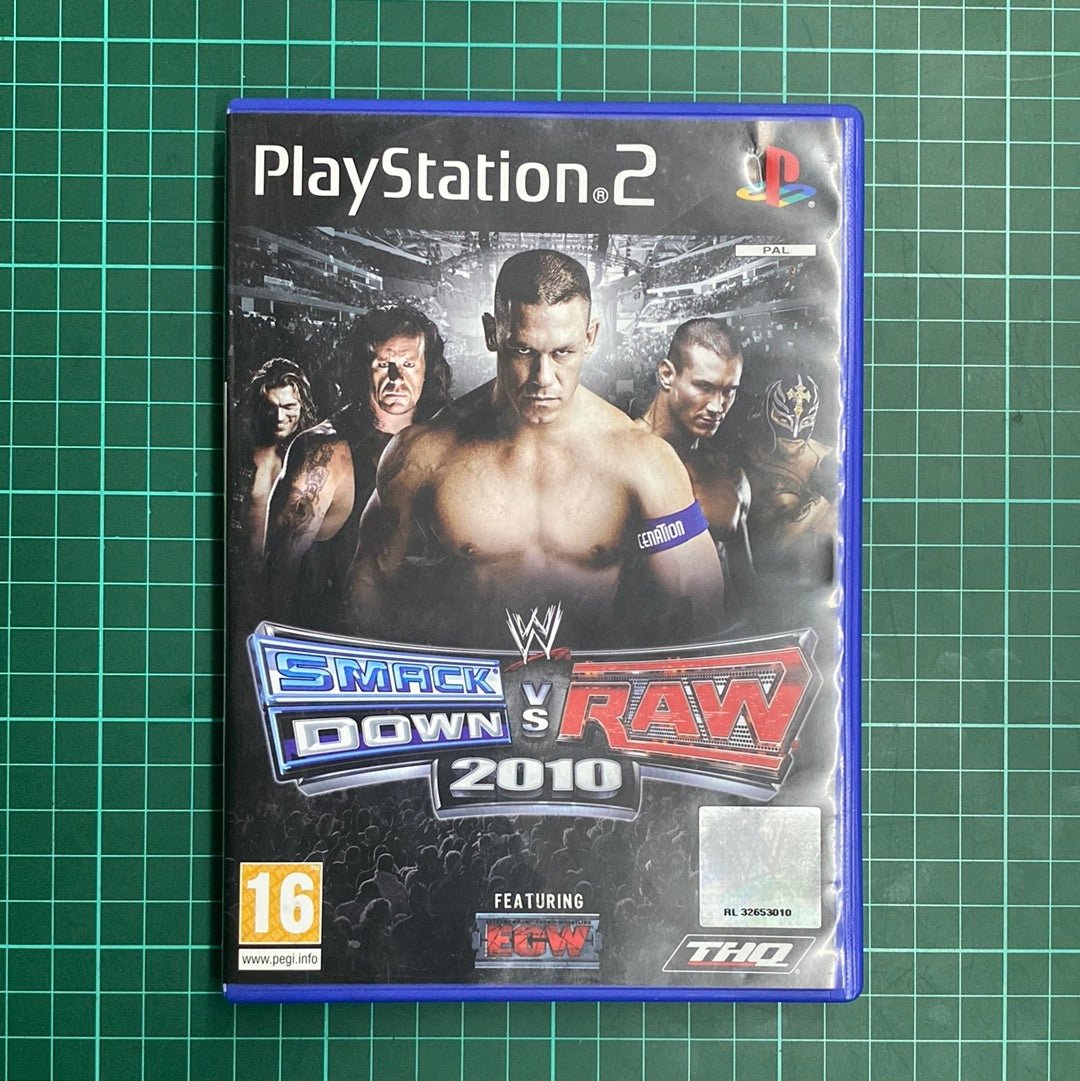 PlayStation®2
PAL
CENATION
W
SMACK
DOWN
VS
RAW
2010
16
www.pegi.info
FEATURING
ECW
RL 32653010
THQ